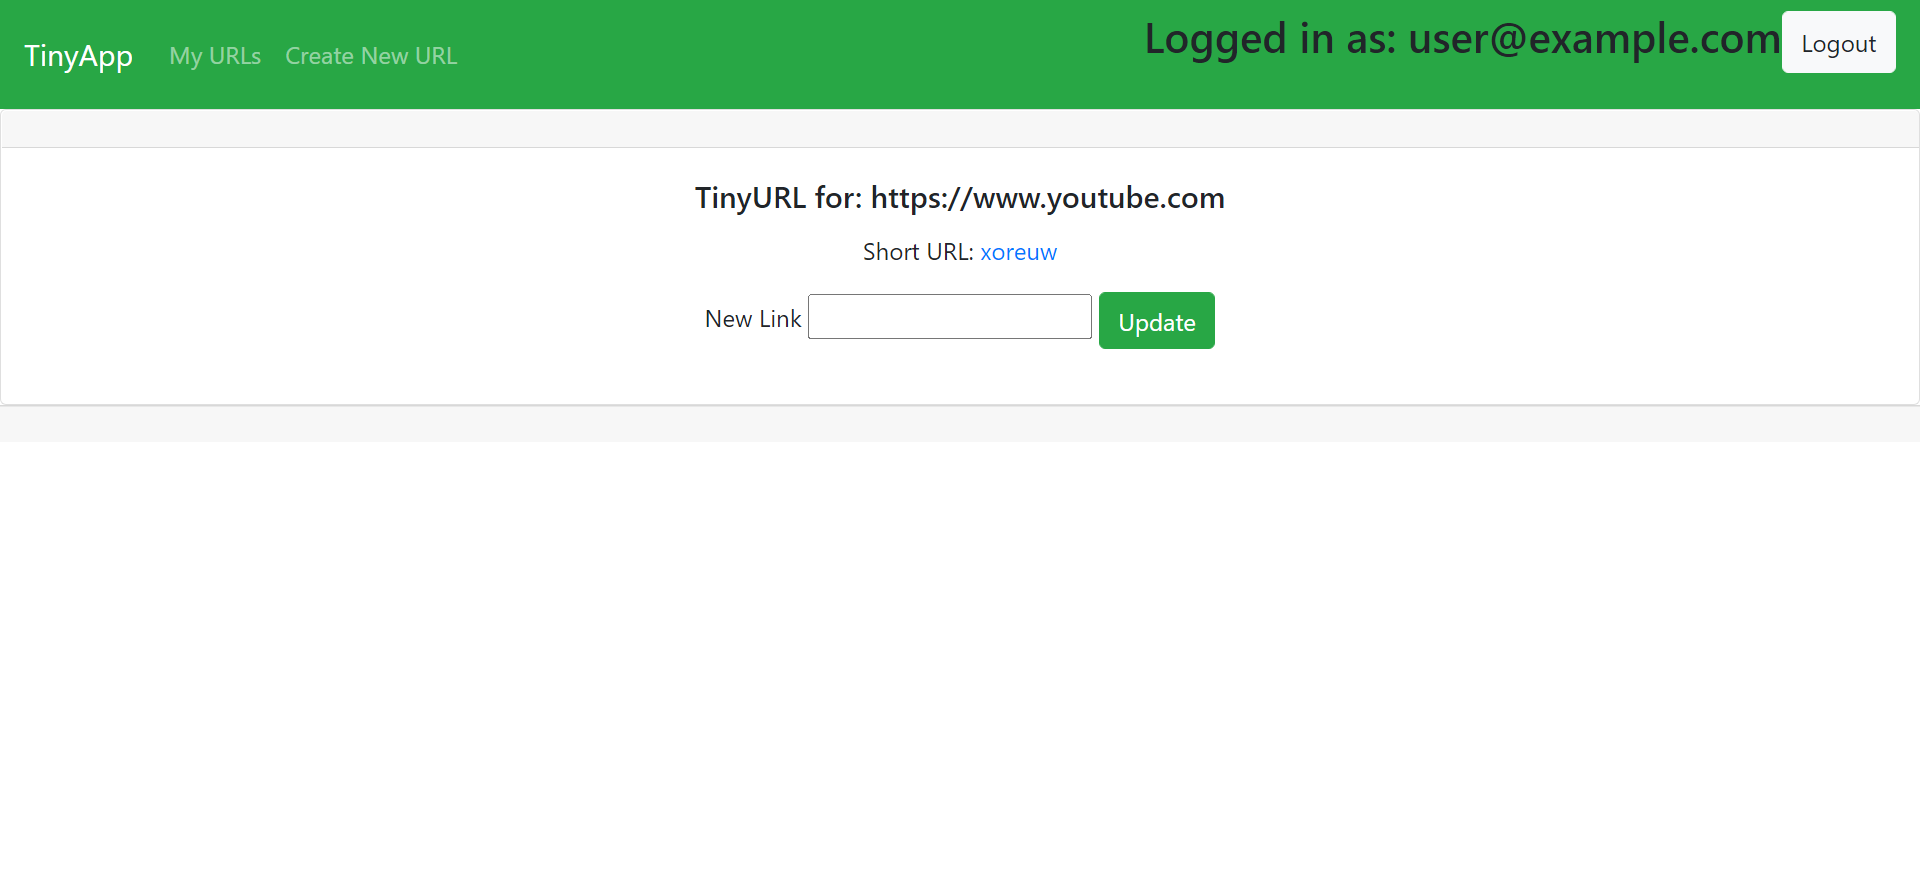 TinyApp My URLs Create New URL Logged in as: user@example.com Logout
TinyURL for: https://www.youtube.com
Short URL: xoreuw
New Link Update